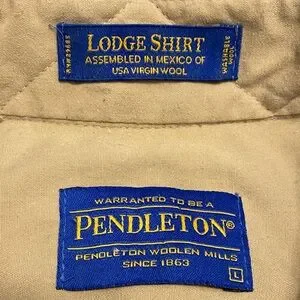 LODGE SHIRT
ASSEMBLED IN MEXICO OF
USA VIRGIN WOOL
WARRANTED TO BE A
PENDLETON®
PENDLETON WOOLEN MILLS
SINCE 1863
L